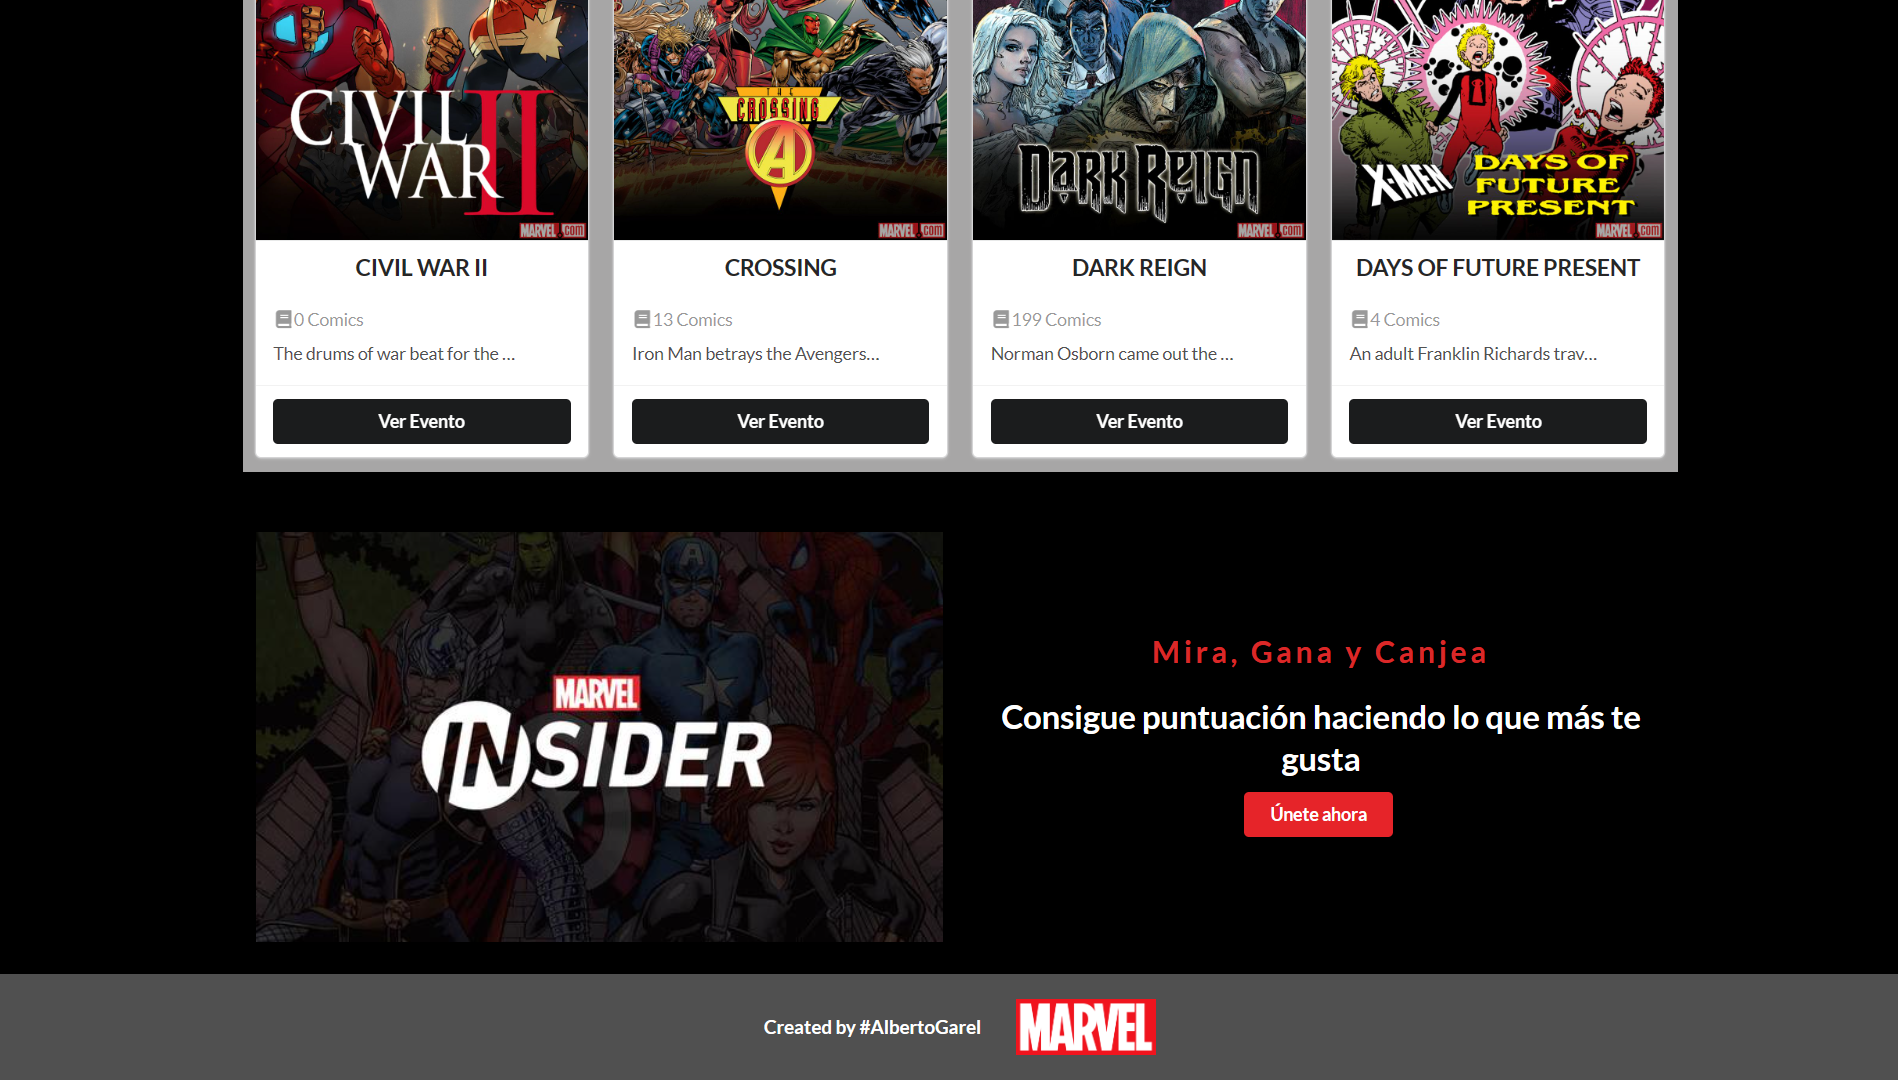 CIVIL
WAR II
MARVEL.COM
THE
CROSSING
A
MARVEL.COM
DARK REIGN
MARVEL.COM
X-MEN
DAYS OF
FUTURE
PRESENT
MARVEL.COM
CIVIL WAR II
0 Comics
The drums of war beat for the ...
Ver Evento
CROSSING
13 Comics
Iron Man betrays the Avengers...
Ver Evento
DARK REIGN
199 Comics
Norman Osborn came out the ...
Ver Evento
DAYS OF FUTURE PRESENT
4 Comics
An adult Franklin Richards trav...
Ver Evento
A
MARVEL
INSIDER
Mira, Gana y Canjea
Consigue puntuación haciendo lo que más te
gusta
Únete ahora
Created by #AlbertoGarel
MARVEL